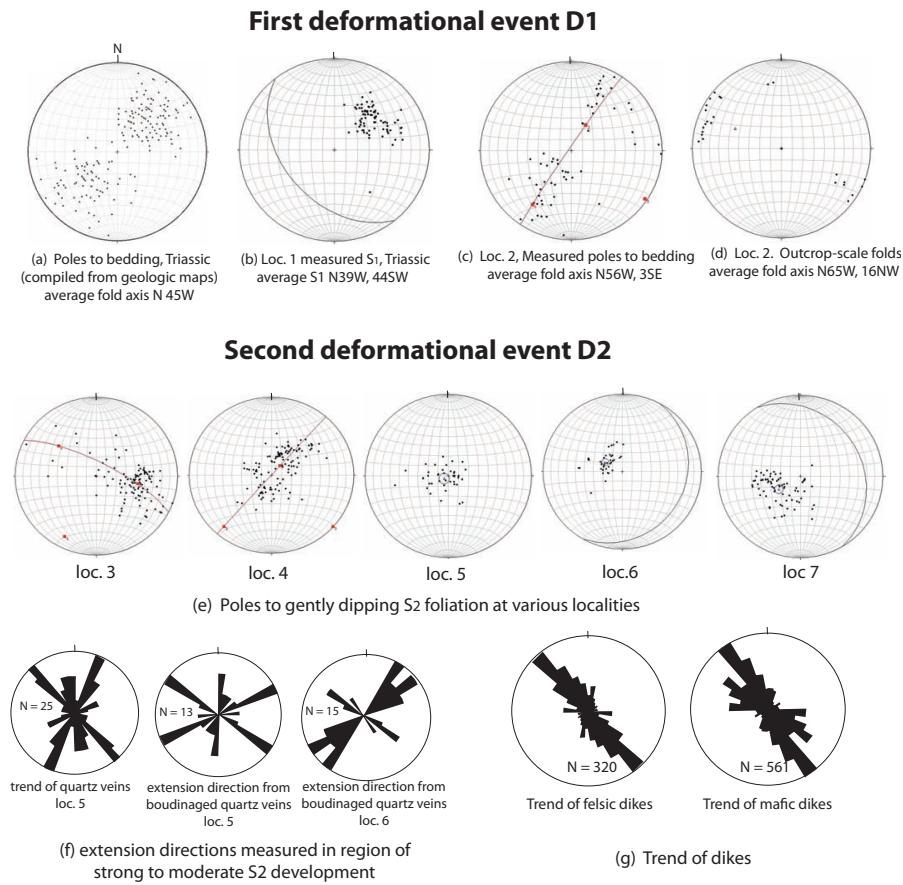 First deformational event D1
N
(a) Poles to bedding, Triassic
(compiled from geologic maps)
average fold axis N 45W
(b) Loc. 1 measured S1, Triassic
average S1 N39W, 44SW
(c) Loc. 2, Measured poles to bedding
average fold axis N56W, 3SE
(d) Loc. 2. Outcrop-scale folds
average fold axis N65W, 16NW
Second deformational event D2
loc. 3
loc. 4
loc. 5
loc.6
loc 7
(e) Poles to gently dipping S2 foliation at various localities
N = 25
N = 13
N = 15
N = 320
N = 561
trend of quartz veins
loc. 5
extension direction from
boudinaged quartz veins
loc. 5
extension direction from
boudinaged quartz veins
loc. 6
Trend of felsic dikes
Trend of mafic dikes
(f) extension directions measured in region of
strong to moderate S2 development
(g) Trend of dikes